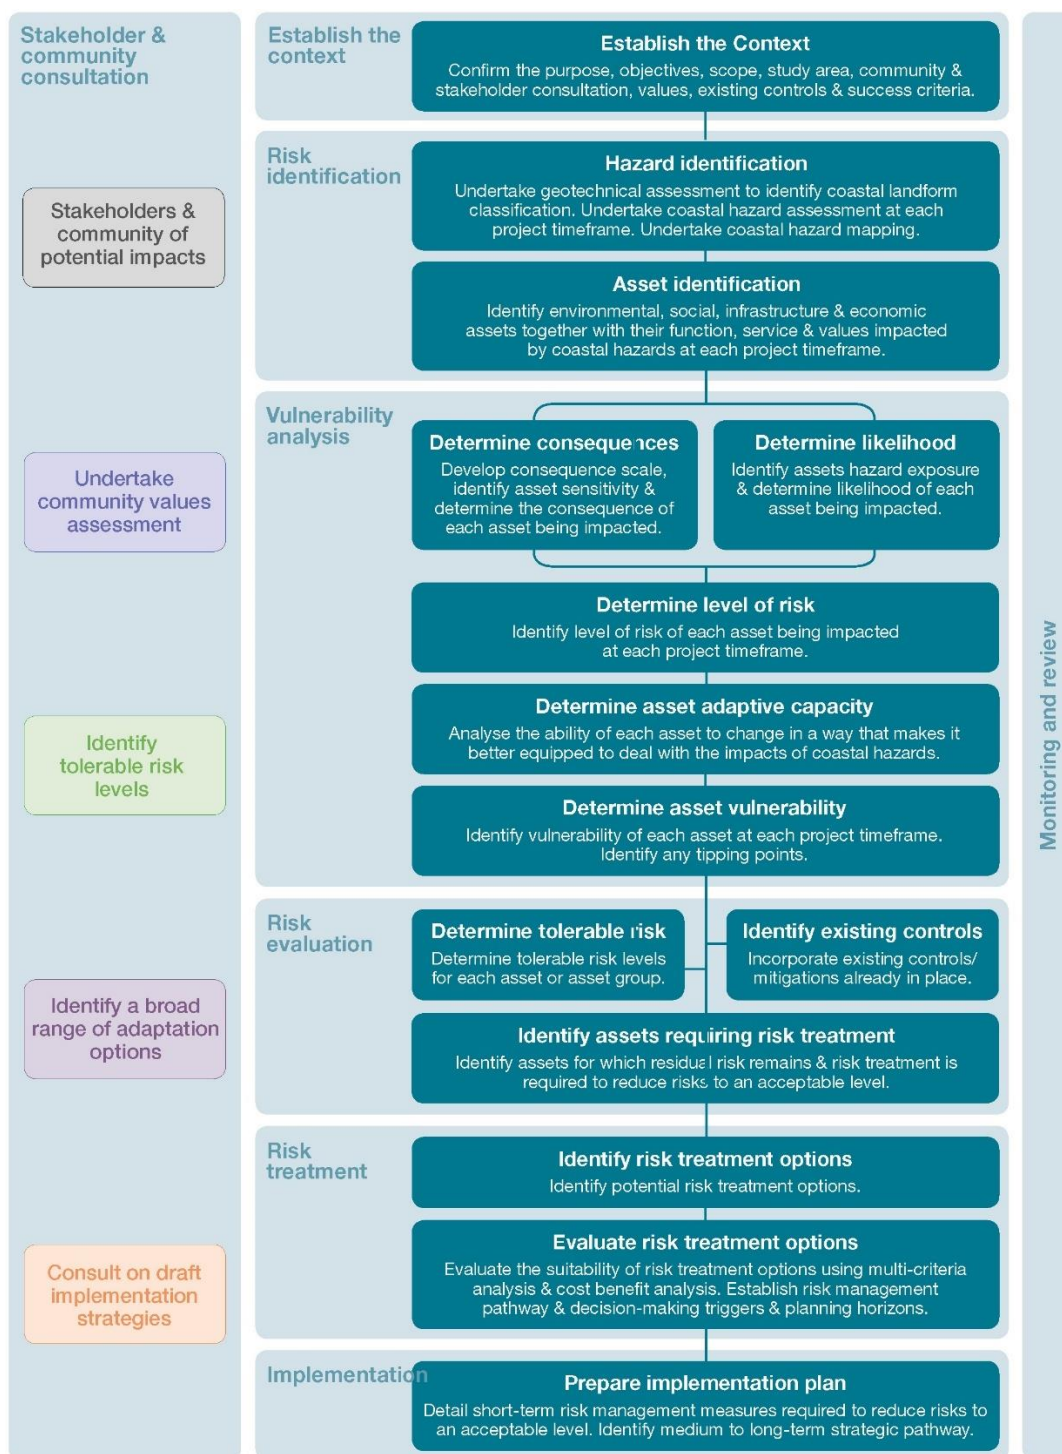 Stakeholder &
community
consultation
Stakeholders &
community of
potential impacts
Undertake
community values
assessment
Identify
tolerable risk
levels
Identify a broad
range of adaptation
options
Consult on draft
implementation
strategies
Establish the
context
Establish the Context
Confirm the purpose, objectives, scope, study area, community &
stakeholder consultation, values, existing controls & success criteria.
Risk
identification
Hazard identification
Undertake geotechnical assessment to identify coastal landform
classification. Undertake coastal hazard assessment at each
project timeframe. Undertake coastal hazard mapping.
Asset identification
Identify environmental, social, infrastructure & economic
assets together with their function, service & values impacted
by coastal hazards at each project timeframe.
Vulnerability
analysis
Determine consequences
Develop consequence scale,
identify asset sensitivity &
determine the consequence of
each asset being impacted.
Determine likelihood
Identify assets hazard exposure
& determine likelihood of each
asset being impacted.
Determine level of risk
Identify level of risk of each asset being impacted
at each project timeframe.
Determine asset adaptive capacity
Analyse the ability of each asset to change in a way that makes it
better equipped to deal with the impacts of coastal hazards.
Determine asset vulnerability
Identify vulnerability of each asset at each project timeframe.
Identify any tipping points.
Risk
evaluation
Determine tolerable risk
Determine tolerable risk levels
for each asset or asset group.
Identify existing controls
Incorporate existing controls/
mitigations already in place.
Identify assets requiring risk treatment
Identify assets for which residual risk remains & risk treatment is
required to reduce risks to an acceptable level.
Risk
treatment
Identify risk treatment options
Identify potential risk treatment options.
Evaluate risk treatment options
Evaluate the suitability of risk treatment options using multi-criteria
analysis & cost benefit analysis. Establish risk management
pathway & decision-making triggers & planning horizons.
Implementation
Prepare implementation plan
Detail short-term risk management measures required to reduce risks to
an acceptable level. Identify medium to long-term strategic pathway.
Monitoring and review